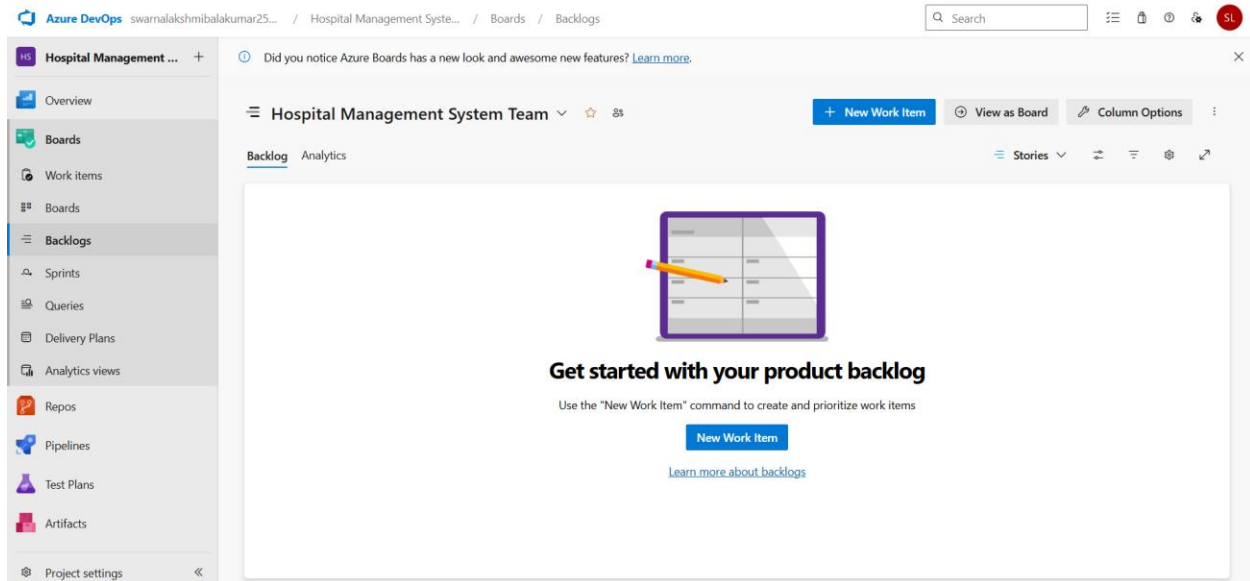 Azure DevOps swarnalakshmibalakumar25... / Hospital Management Syste... / Boards / Backlogs Search SL
HS Hospital Management ... +
Did you notice Azure Boards has a new look and awesome new features? Learn more.
Overview
Boards
Work items
Boards
Backlogs
Sprints
Queries
Delivery Plans
Analytics views
Repos
Pipelines
Test Plans
Artifacts
Project settings
Hospital Management System Team
+ New Work Item View as Board Column Options
Backlog Analytics Stories
Get started with your product backlog
Use the "New Work Item" command to create and prioritize work items
New Work Item
Learn more about backlogs